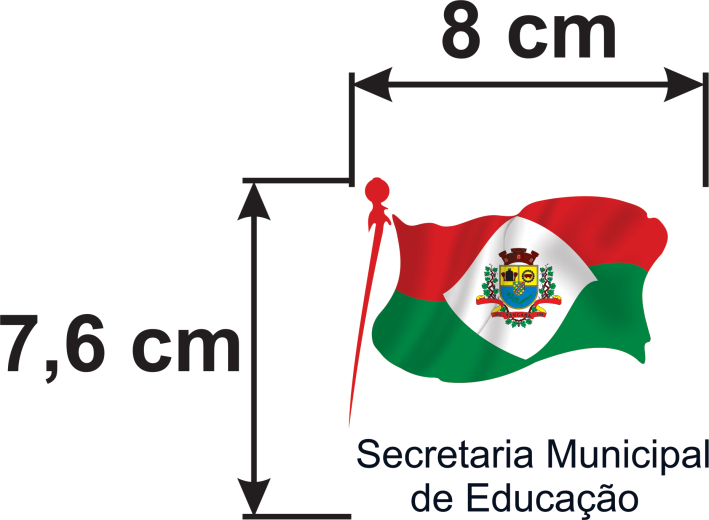 8 cm
7,6 cm
Secretaria Municipal
de Educação